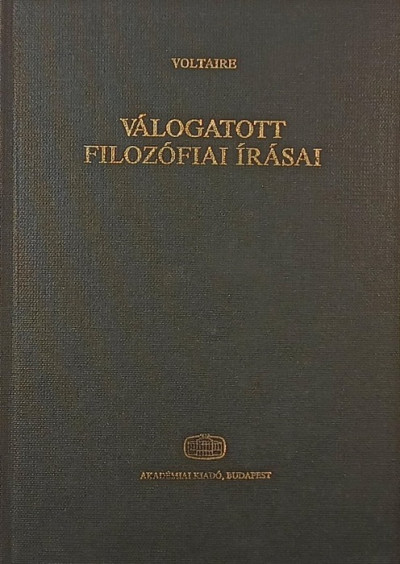 VOLTAIRE
VÁLOGATOTT
FILOZÓFIAI ÍRÁSAI
AKADÉMIAI KIADÓ, BUDAPEST